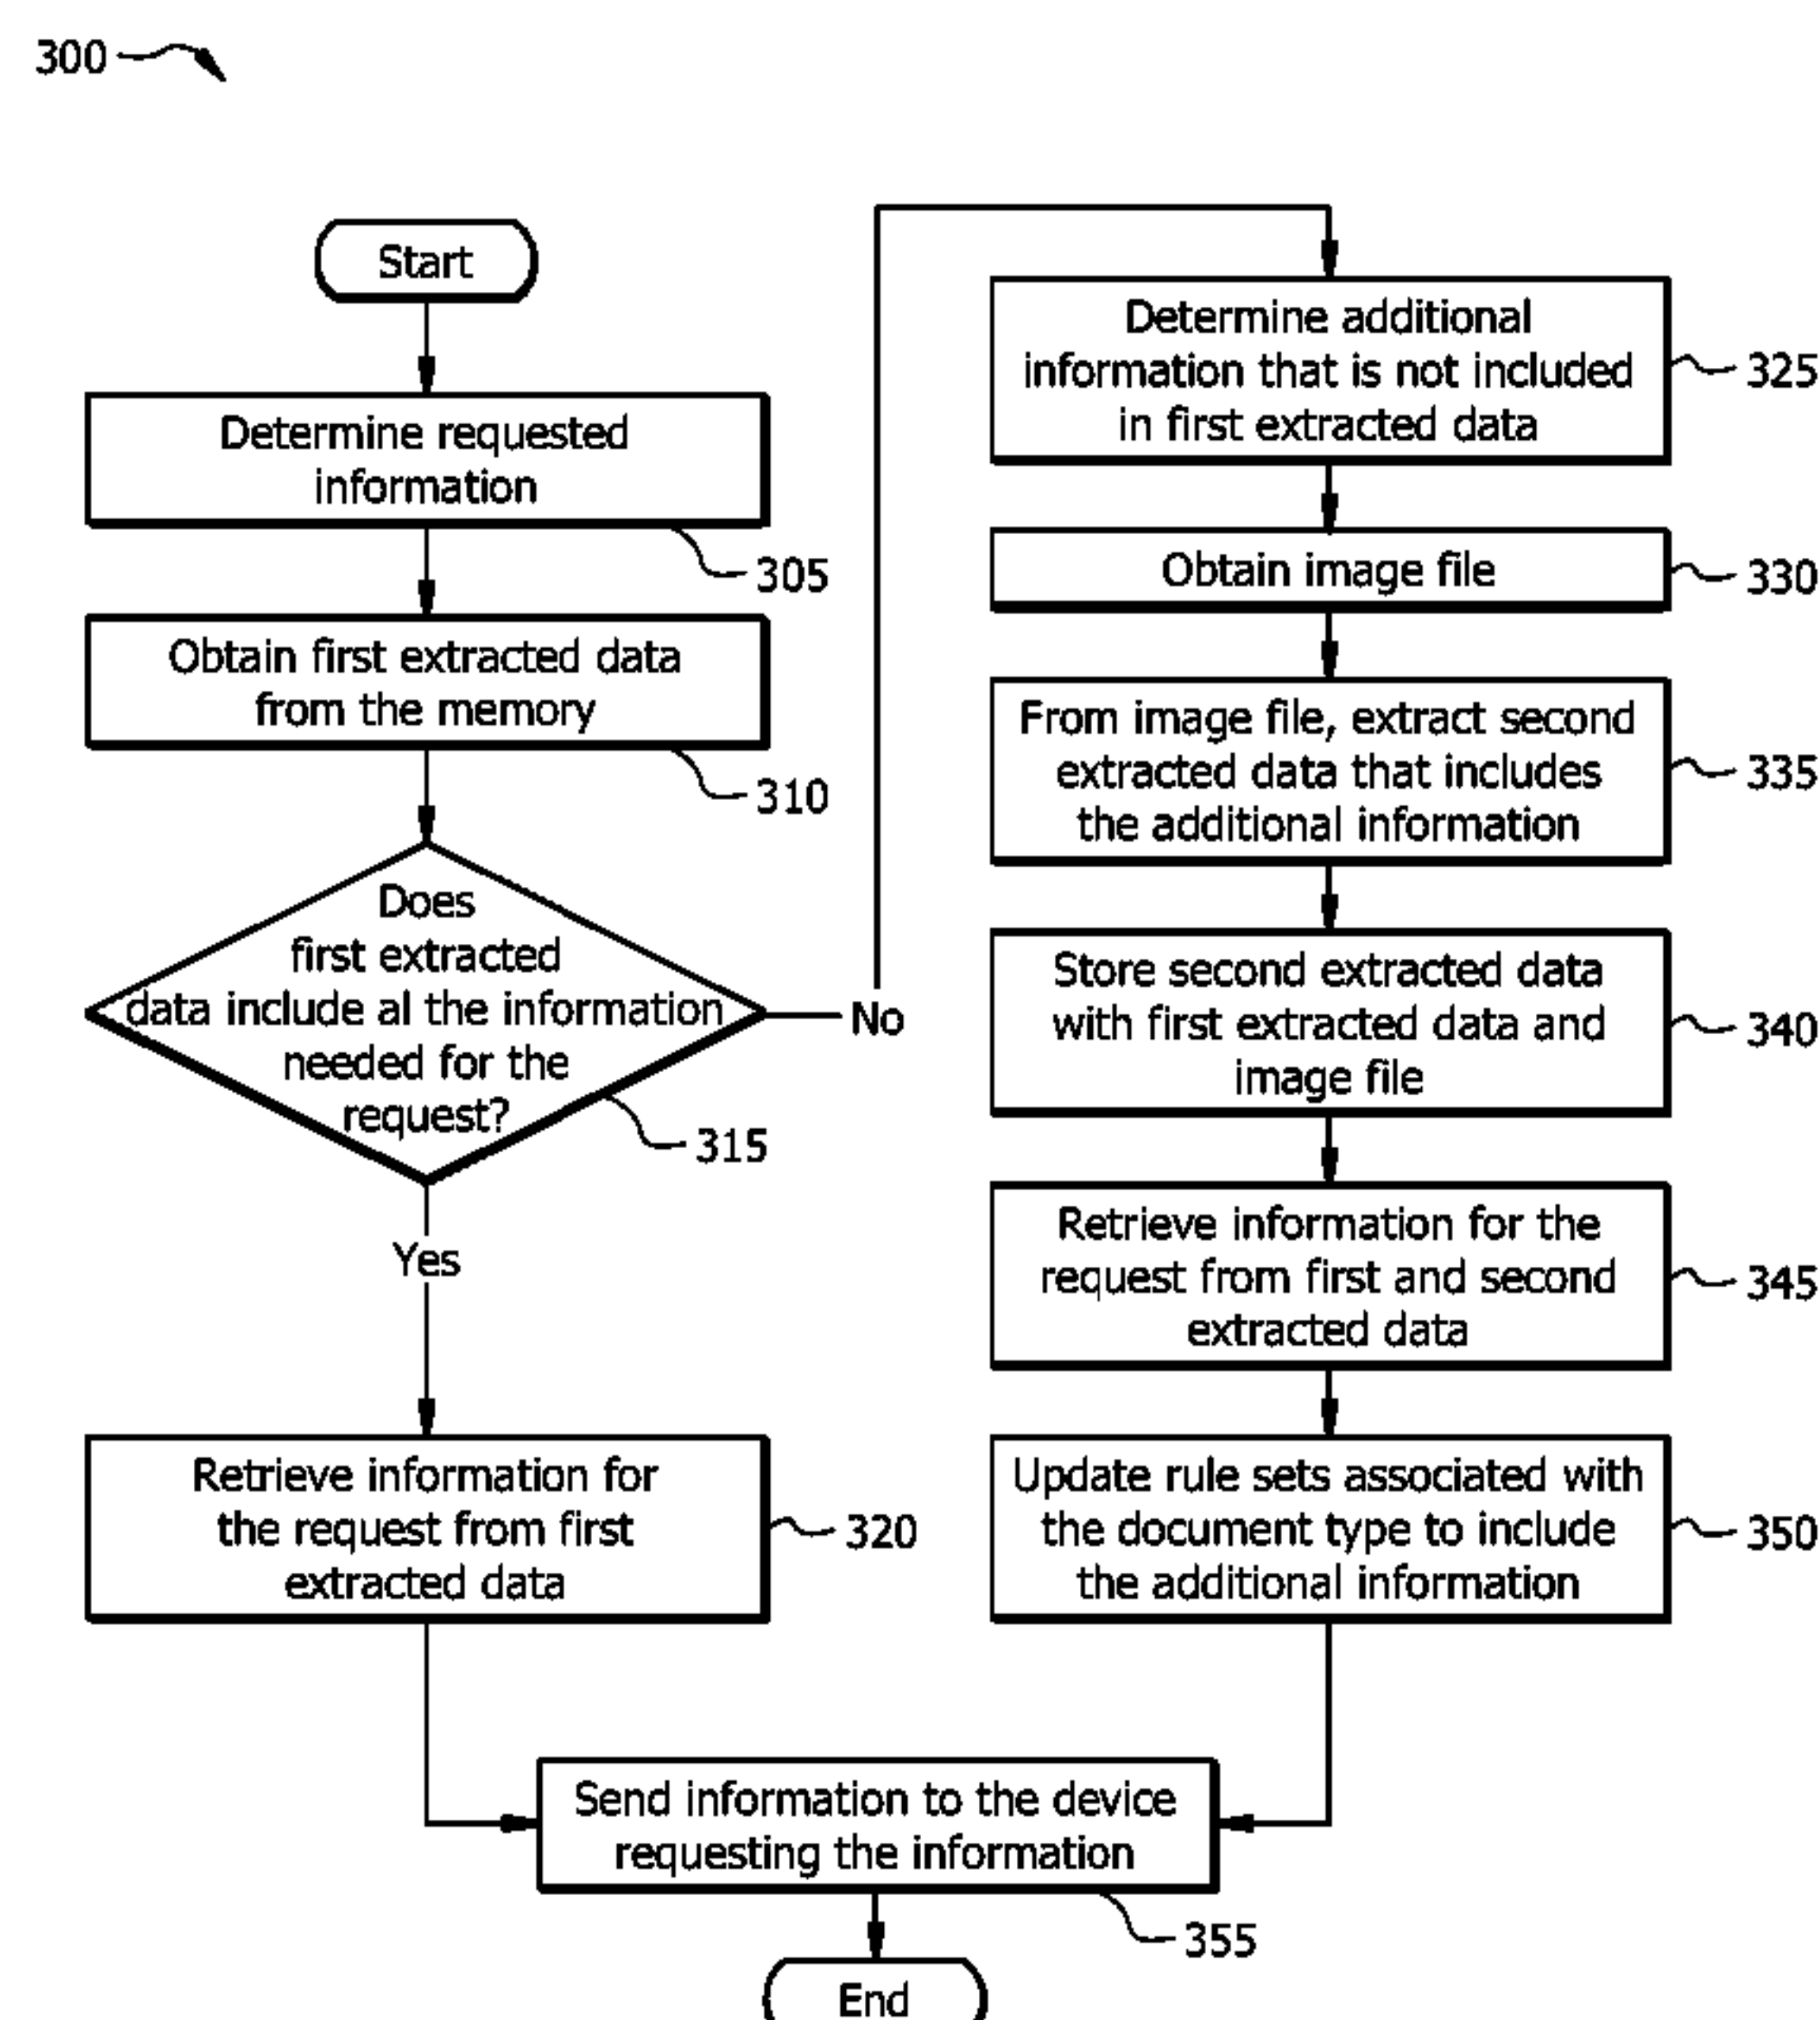 300
Start
Determine requested
information
305
Obtain first extracted data
from the memory
310
Does
first extracted
data include al the information
needed for the
request?
315
No
Yes
Retrieve information for
the request from first
extracted data
320
Determine additional
information that is not included
in first extracted data
325
Obtain image file
330
From image file, extract second
extracted data that includes
the additional information
335
Store second extracted data
with first extracted data and
image file
340
Retrieve information for the
request from first and second
extracted data
345
Update rule sets associated with
the document type to include
the additional information
350
Send information to the device
requesting the information
355
End